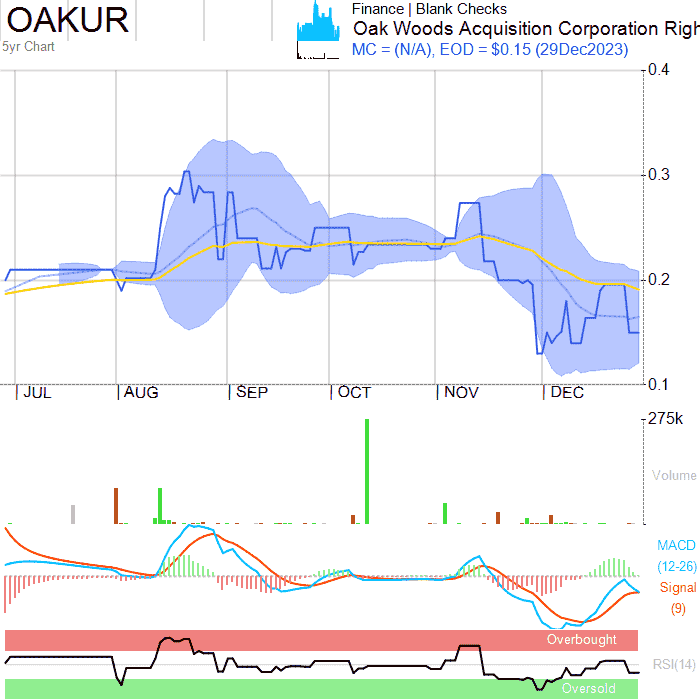 OAKUR
5yr Chart
Finance | Blank Checks
Oak Woods Acquisition Corporation Righ
MC = (N/A), EOD = $0.15 (29Dec2023)
0.4
0.3
0.2
0.1
JUL AUG SEP OCT NOV DEC
275k
Volume
MACD
(12-26)
Signal
(9)
Overbought
RSI(14)
Oversold